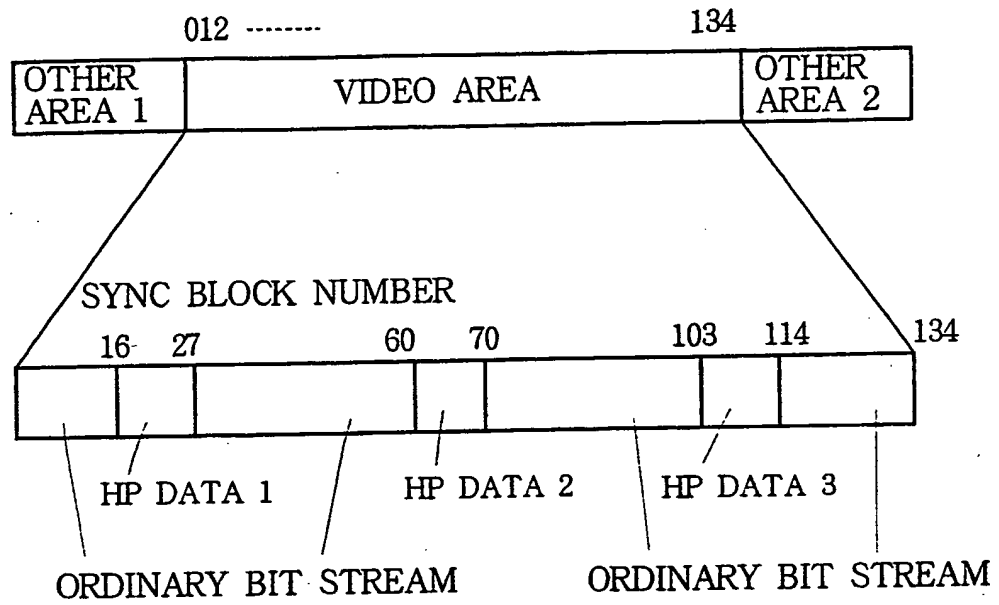 012 -------- 134
OTHER AREA 1
VIDEO AREA
OTHER AREA 2
SYNC BLOCK NUMBER
16 27 60 70 103 114 134
HP DATA 1 HP DATA 2 HP DATA 3
ORDINARY BIT STREAM ORDINARY BIT STREAM